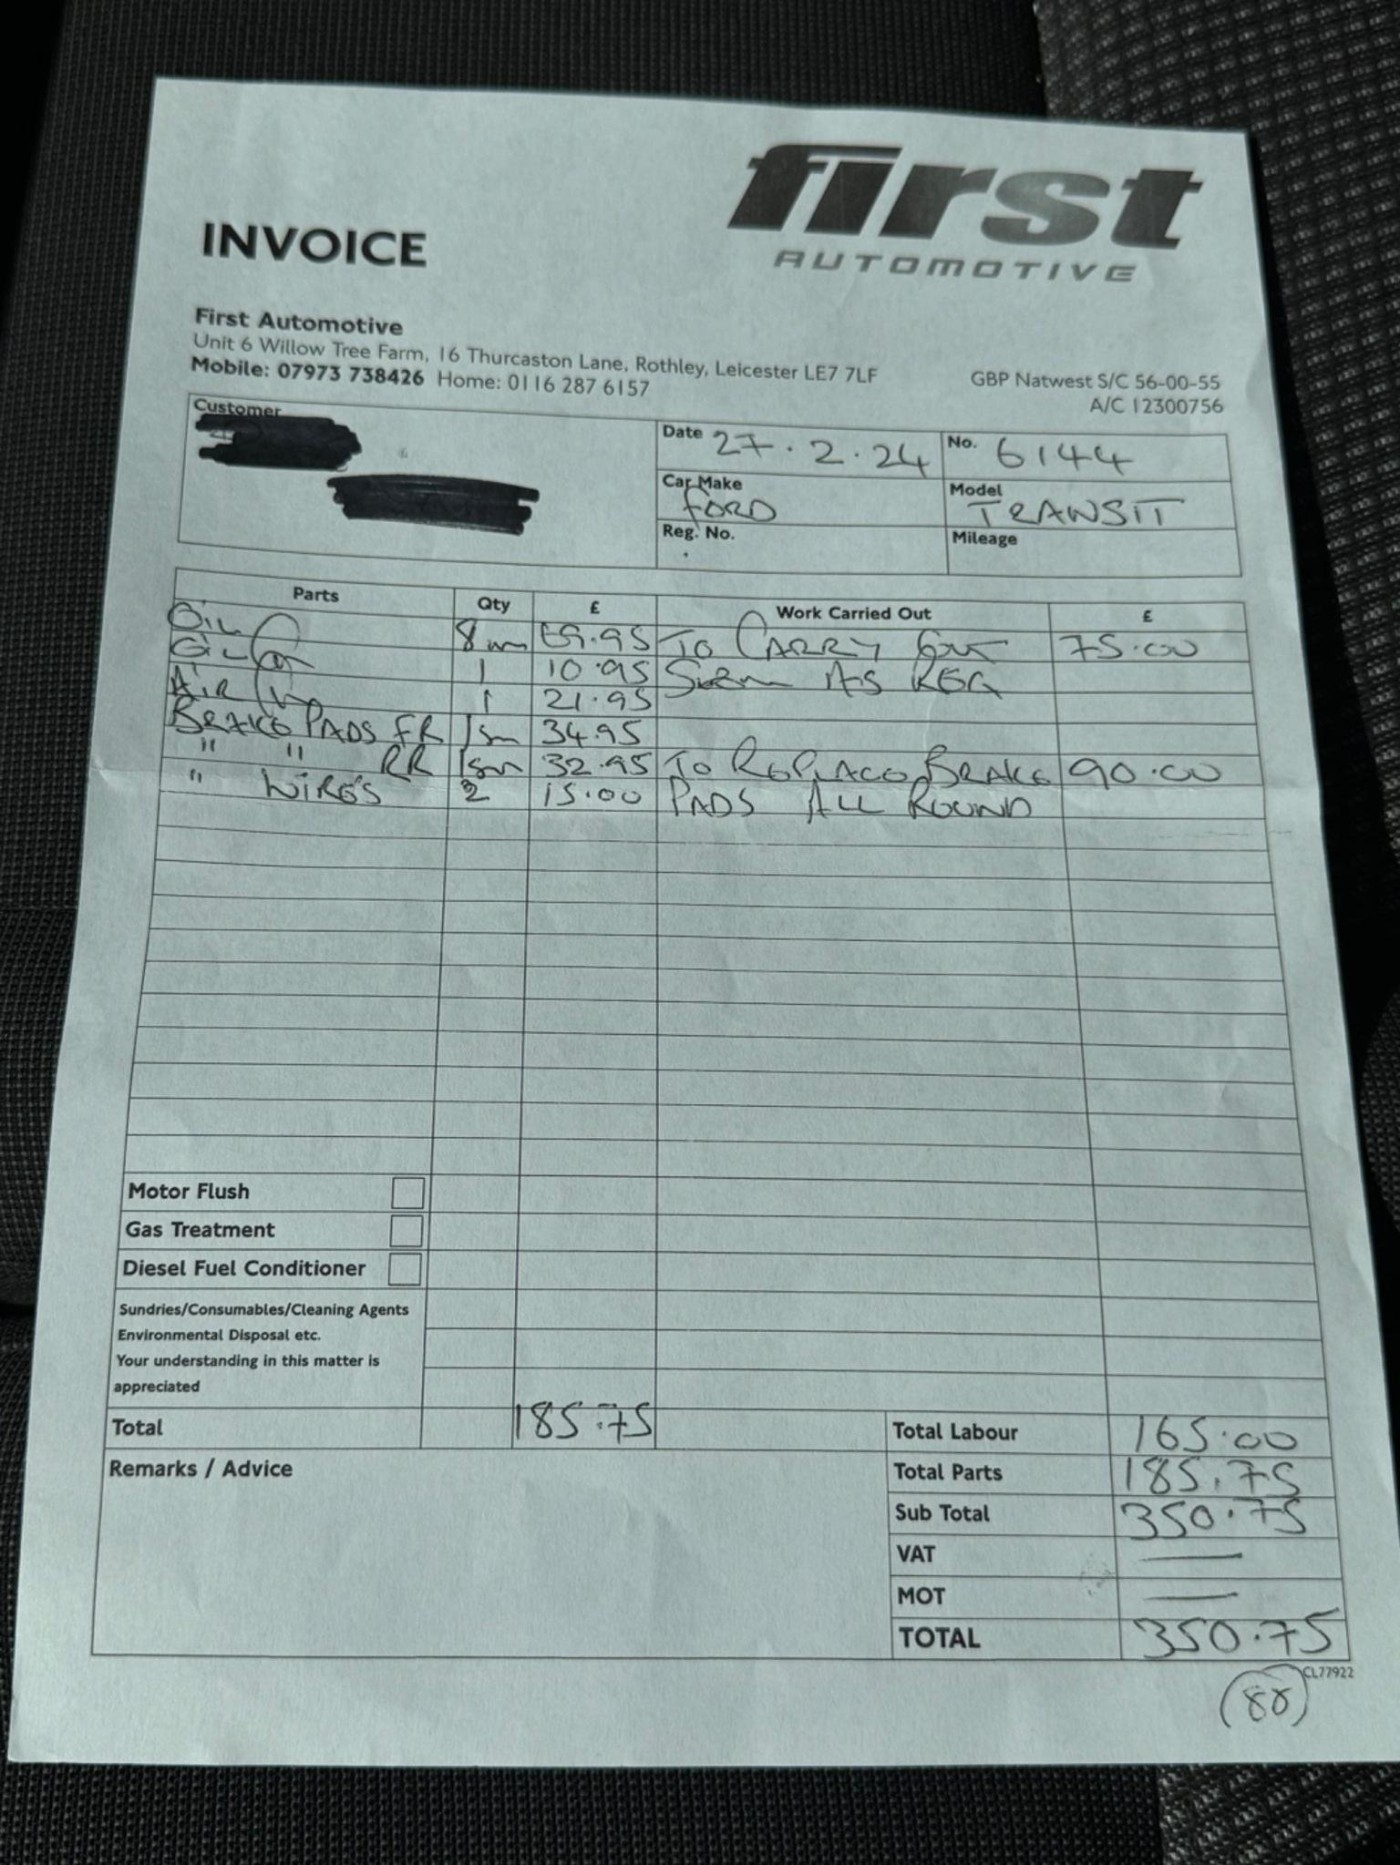 first
AUTOMOTIVE
INVOICE
First Automotive
Unit 6 Willow Tree Farm, 16 Thurcaston Lane, Rothley, Leicester LE7 7LF
Mobile: 07973 738426 Home: 0116 287 6157
GBP Natwest S/C 56-00-55
A/C 12300756
Customer
Date 27.2.24 No. 6144
Car Make FORD Model TRANSIT
Reg. No. Mileage
Parts Qty £ Work Carried Out £
OIL 8 69.95 TO CARRY OUT 75.00
OIL 1 10.95 AS REG
AIR 1 21.95
BRAKE PADS FR 1 34.95
" " RR 1 32.95 TO REPLACE BRAKE 90.00
" WIRES 2 15.00 PADS ALL ROUND
Motor Flush
Gas Treatment
Diesel Fuel Conditioner
Sundries/Consumables/Cleaning Agents
Environmental Disposal etc.
Your understanding in this matter is
appreciated
Total 185.75
Total Labour 165.00
Remarks / Advice
Total Parts 185.75
Sub Total 350.75
VAT —
MOT —
TOTAL 350.75
CL77922